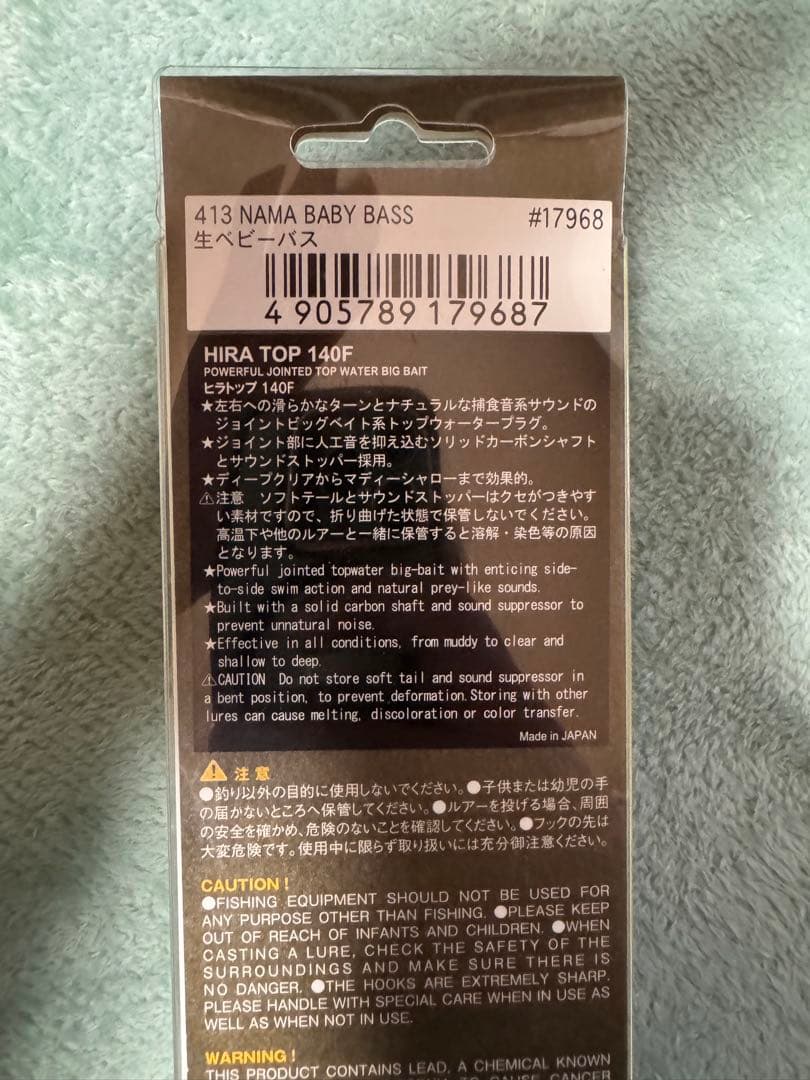 413 NAMA BABY BASS #17968
生ベビーバス
4 905789 179687
HIRA TOP 140F
POWERFUL JOINTED TOP WATER BIG BAIT
ヒラトップ 140F
★左右への滑らかなターンとナチュラルな捕食音系サウンドの
ジョイントビッグベイト系トップウォータープラグ。
★ジョイント部に人工音を抑え込むソリッドカーボンシャフト
とサウンドストッパー採用。
★ディープクリアからマディーシャローまで効果的。
⚠注意 ソフトテールとサウンドストッパーはクセがつきやす
い素材ですので、折り曲げた状態で保管しないでください。
高温下や他のルアーと一緒に保管すると溶解・染色等の原因
となります。
★Powerful jointed topwater big-bait with enticing side-
to-side swim action and natural prey-like sounds.
★Built with a solid carbon shaft and sound suppressor to
prevent unnatural noise.
★Effective in all conditions, from muddy to clear and
shallow to deep.
⚠CAUTION Do not store soft tail and sound suppressor in
a bent position, to prevent deformation. Storing with other
lures can cause melting, discoloration or color transfer.
Made in JAPAN
⚠注意
●釣り以外の目的に使用しないでください。●子供または幼児の手
の届かないところへ保管してください。●ルアーを投げる場合、周囲
の安全を確かめ、危険のないことを確認してください。●フックの先は
大変危険です。使用中に限らず取り扱いには充分御注意ください。
CAUTION!
●FISHING EQUIPMENT SHOULD NOT BE USED FOR
ANY PURPOSE OTHER THAN FISHING. ●PLEASE KEEP
OUT OF REACH OF INFANTS AND CHILDREN. ●WHEN
CASTING A LURE, CHECK THE SAFETY OF THE
SURROUNDINGS AND MAKE SURE THERE IS
NO DANGER. ●THE HOOKS ARE EXTREMELY SHARP.
PLEASE HANDLE WITH SPECIAL CARE WHEN IN USE AS
WELL AS WHEN NOT IN USE.
WARNING!
THIS PRODUCT CONTAINS LEAD, A CHEMICAL KNOWN
TO CAUSE CANCER